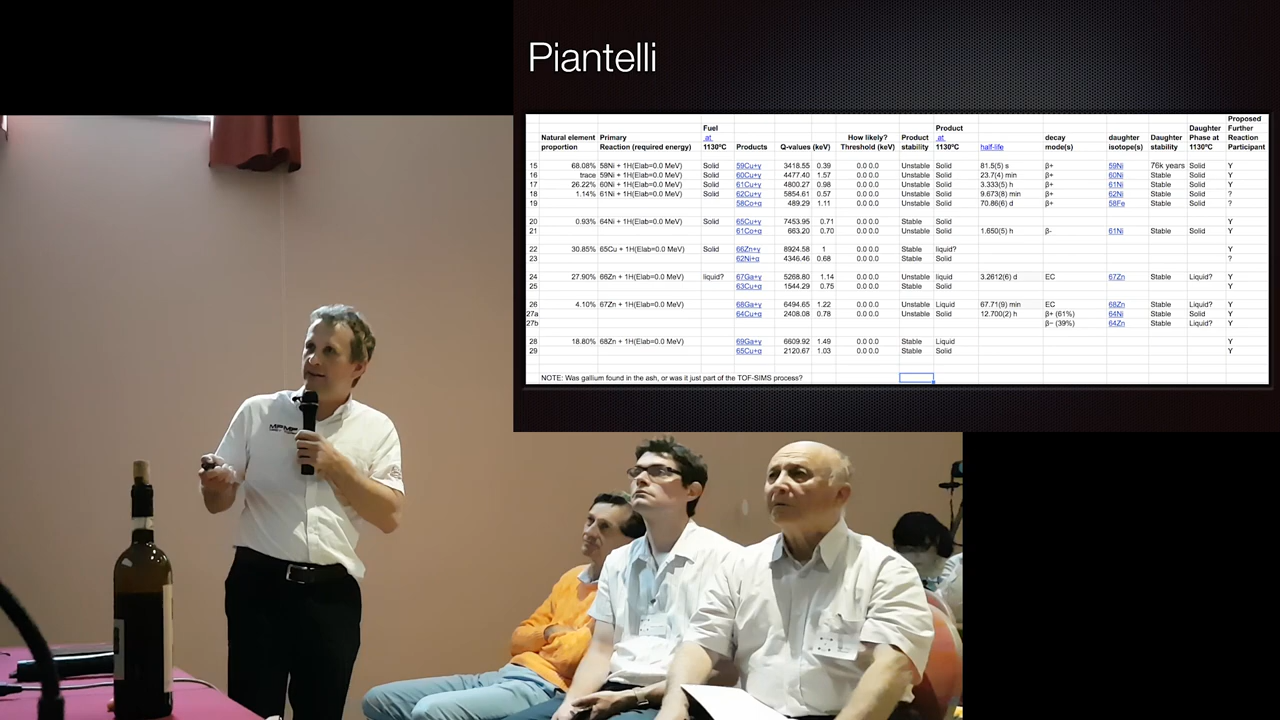 Piantelli
Natural element proportion Primary Reaction (required energy) Fuel at 1130ºC Products Q-values (keV) How likely? Threshold (keV) Product stability Product at 1130ºC half-life decay mode(s) daughter isotope(s) Daughter stability Daughter Phase at 1130ºC Proposed Further Reaction Participant
15 68.08% 58Ni + 1H(Elab=0.0 MeV) Solid 59Cu+γ 3418.55 0.39 0.0 0.0 Unstable Solid 81.5(5) s β+ 59Ni 76k years Solid Y
16 trace 59Ni + 1H(Elab=0.0 MeV) Solid 60Cu+γ 4477.40 1.57 0.0 0.0 Unstable Solid 23.7(4) min β+ 60Ni Stable Solid Y
17 26.22% 60Ni + 1H(Elab=0.0 MeV) Solid 61Cu+γ 4800.27 0.98 0.0 0.0 Unstable Solid 3.333(5) h β+ 61Ni Stable Solid Y
18 1.14% 61Ni + 1H(Elab=0.0 MeV) Solid 62Cu+γ 5854.61 0.57 0.0 0.0 Unstable Solid 9.673(8) min β+ 62Ni Stable Solid ?
19 58Co+α 489.29 1.11 0.0 0.0 Unstable Solid 70.86(6) d β+ 58Fe Stable Solid ?
20 0.93% 64Ni + 1H(Elab=0.0 MeV) Solid 65Cu+γ 7453.95 0.71 0.0 0.0 Stable Solid Y
21 61Co+α 663.20 0.70 0.0 0.0 Unstable Solid 1.650(5) h β- 61Ni Stable Solid Y
22 30.85% 65Cu + 1H(Elab=0.0 MeV) Solid 66Zn+γ 8924.58 1 0.0 0.0 Stable liquid? Y
23 62Ni+α 4346.46 0.68 0.0 0.0 Stable Solid ?
24 27.90% 66Zn + 1H(Elab=0.0 MeV) liquid? 67Ga+γ 5268.80 1.14 0.0 0.0 Unstable liquid 3.2612(6) d EC 67Zn Stable Liquid? Y
25 63Cu+α 1544.29 0.75 0.0 0.0 Stable Solid Y
26 4.10% 67Zn + 1H(Elab=0.0 MeV) 68Ga+γ 6494.65 1.22 0.0 0.0 Unstable Liquid 67.71(9) min EC 68Zn Stable Liquid? Y
27a 64Cu+α 2408.08 0.78 0.0 0.0 Unstable Solid 12.700(2) h β+ (61%) 64Ni Stable Solid Y
27b β− (39%) 64Zn Stable Liquid? Y
28 18.80% 68Zn + 1H(Elab=0.0 MeV) 69Ga+γ 6609.92 1.49 0.0 0.0 Stable Liquid Y
29 65Cu+α 2120.67 1.03 0.0 0.0 Stable Solid Y
NOTE: Was gallium found in the ash, or was it just part of the TOF-SIMS process?